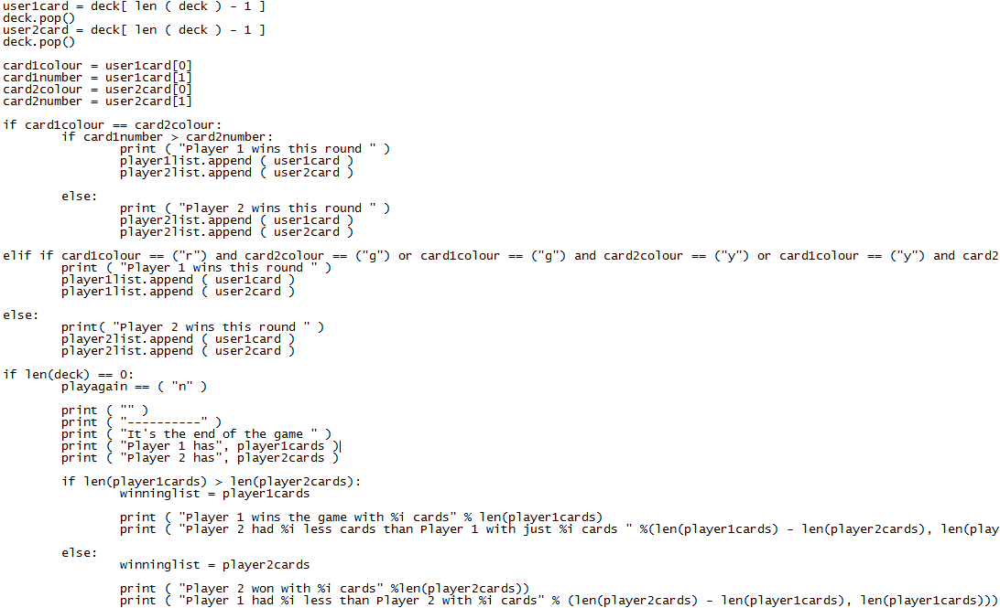 user1card = deck[ len ( deck ) - 1 ]
deck.pop()
user2card = deck[ len ( deck ) - 1 ]
deck.pop()

card1colour = user1card[0]
card1number = user1card[1]
card2colour = user2card[0]
card2number = user2card[1]

if card1colour == card2colour:
        if card1number > card2number:
                print ( "Player 1 wins this round " )
                player1list.append ( user1card )
                player2list.append ( user2card )

        else:
                print ( "Player 2 wins this round " )
                player2list.append ( user1card )
                player2list.append ( user2card )

elif if card1colour == ("r") and card2colour == ("g") or card1colour == ("g") and card2colour == ("y") or card1colour == ("y") and card2
        print ( "Player 1 wins this round " )
        player1list.append ( user1card )
        player1list.append ( user2card )

else:
        print( "Player 2 wins this round " )
        player2list.append ( user1card )
        player2list.append ( user2card )

if len(deck) == 0:
        playagain == ( "n" )

        print ( "" )
        print ( "----------" )
        print ( "It's the end of the game " )
        print ( "Player 1 has", player1cards )
        print ( "Player 2 has", player2cards )

        if len(player1cards) > len(player2cards):
                winninglist = player1cards

                print ( "Player 1 wins the game with %i cards" % len(player1cards)
                print ( "Player 2 had %i less cards than Player 1 with just %i cards " %(len(player1cards) - len(player2cards), len(play

        else:
                winninglist = player2cards

                print ( "Player 2 won with %i cards" %len(player2cards))
                print ( "Player 1 had %i less than Player 2 with %i cards" % (len(player2cards) - len(player1cards), len(player1cards)))